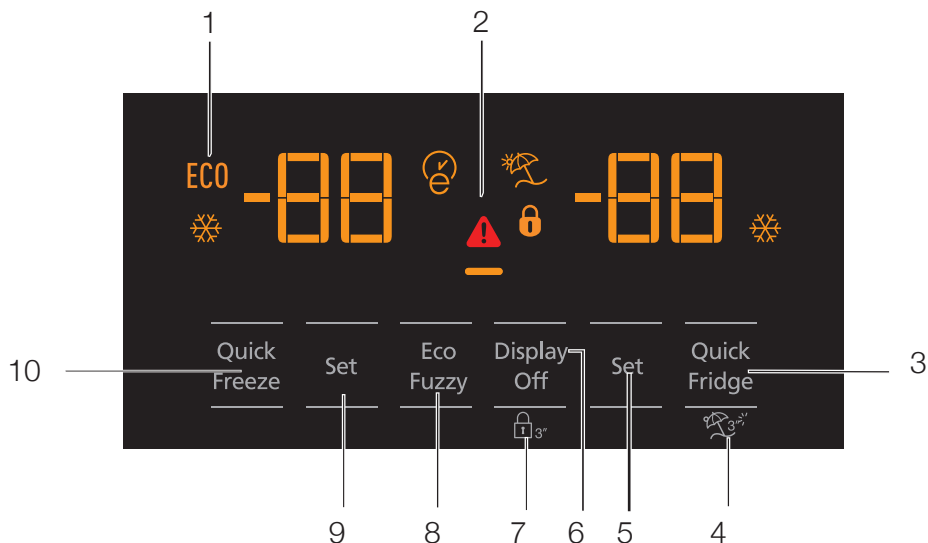 1
2
ECO
-88
e
-88
Quick
Freeze
Set
Eco
Fuzzy
Display
Off
Set
Quick
Fridge
10
3
3"
3"
9
8
7
6
5
4